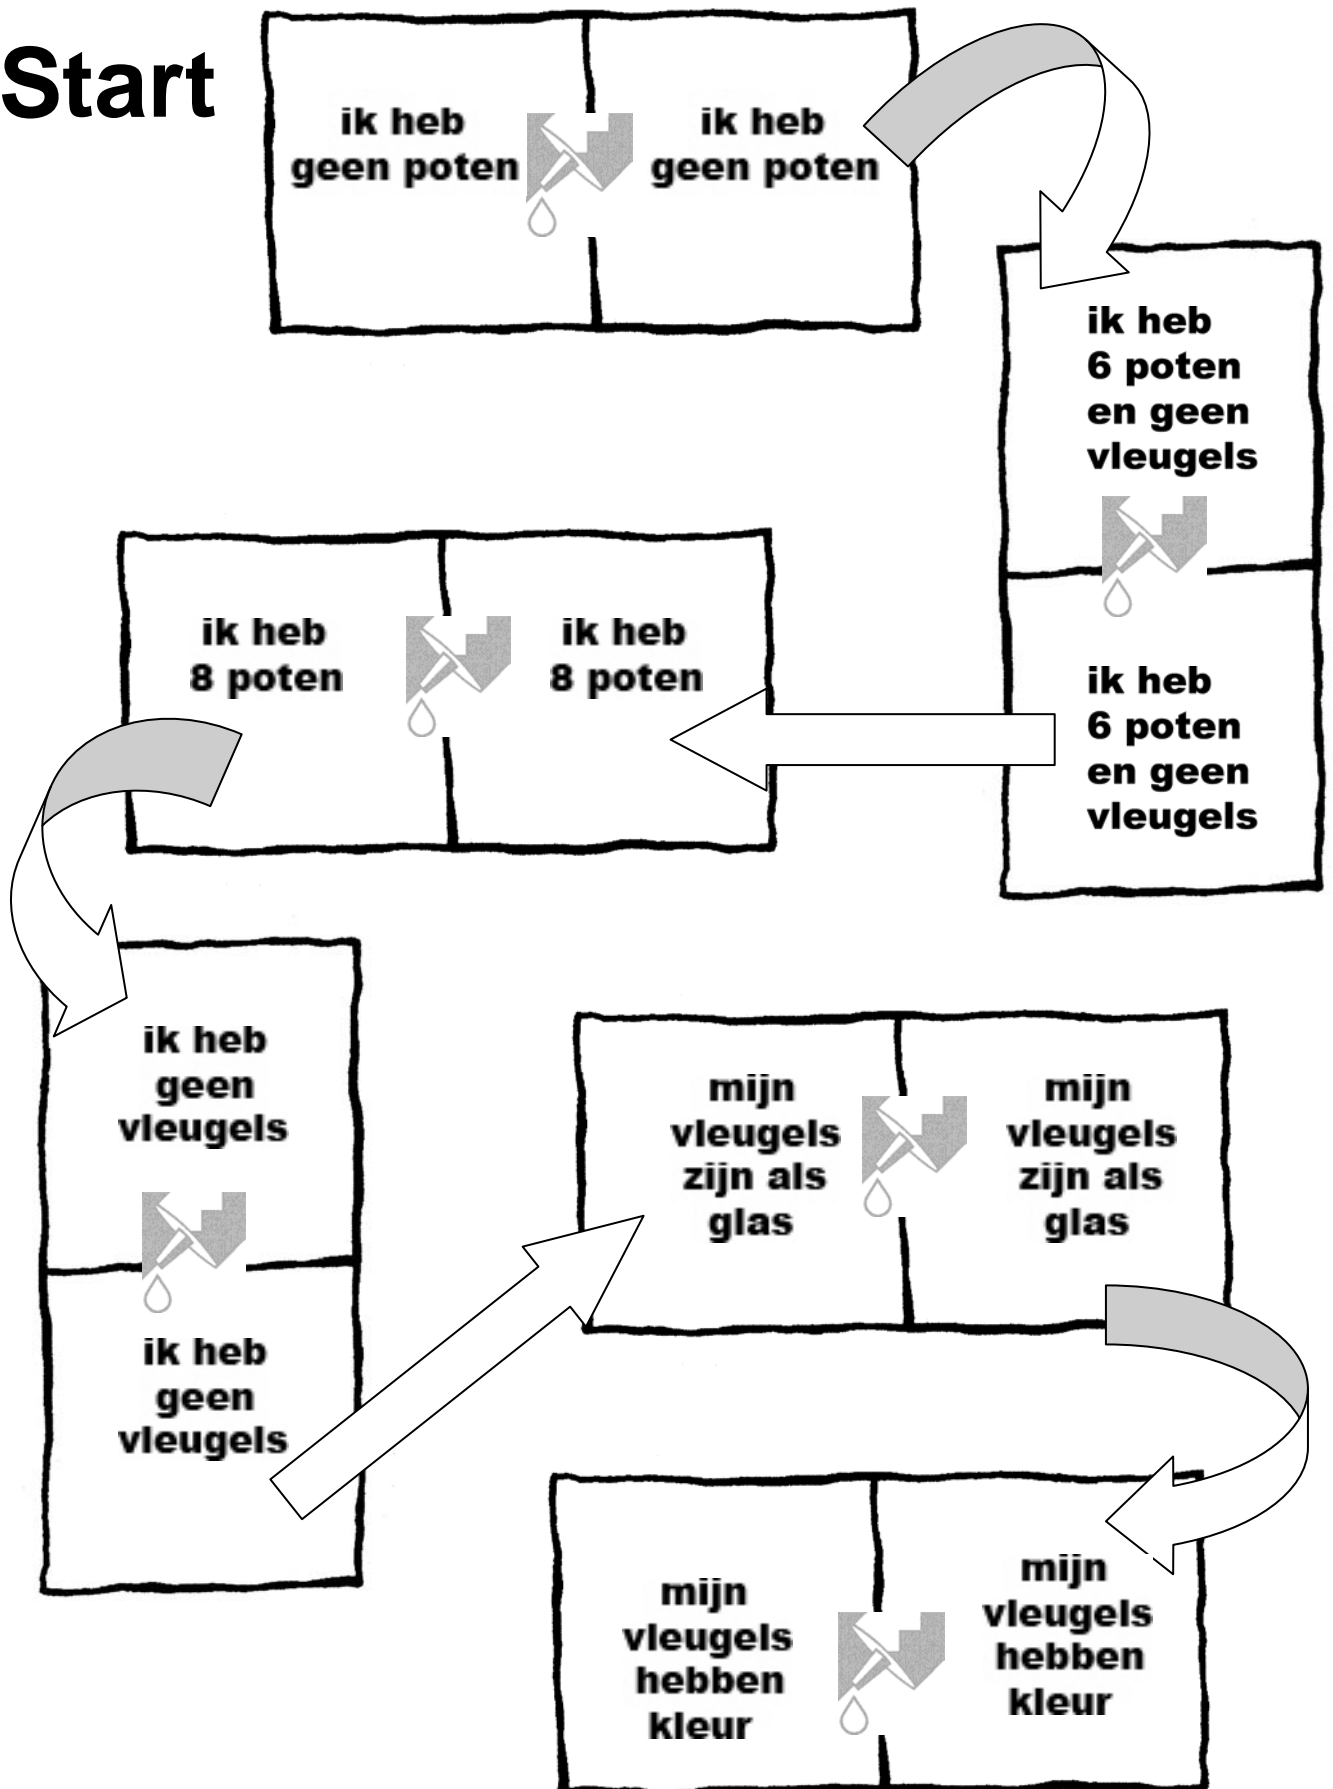 Start
ik heb
geen poten
ik heb
geen poten
ik heb
6 poten
en geen
vleugels
ik heb
6 poten
en geen
vleugels
ik heb
8 poten
ik heb
8 poten
ik heb
geen
vleugels
ik heb
geen
vleugels
mijn
vleugels
zijn als
glas
mijn
vleugels
zijn als
glas
mijn
vleugels
hebben
kleur
mijn
vleugels
hebben
kleur